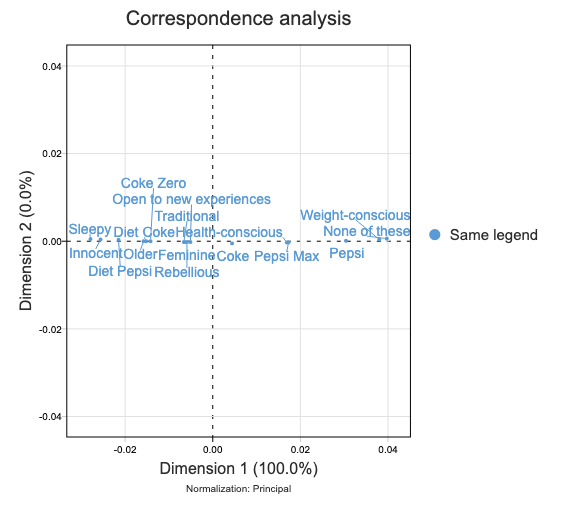 Correspondence analysis
0.04
0.02
Coke Zero
Open to new experiences
Traditional
Weight-conscious
Sleepy
Diet Coke
Health-conscious
None of these
Same legend
0.00
Innocent
Older
Feminine
Coke
Pepsi Max
Pepsi
Diet Pepsi
Rebellious
Dimension 2 (0.0%)
-0.02
-0.04
-0.02
0.00
0.02
0.04
Dimension 1 (100.0%)
Normalization: Principal